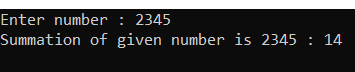 Enter number : 2345
Summation of given number is 2345 : 14